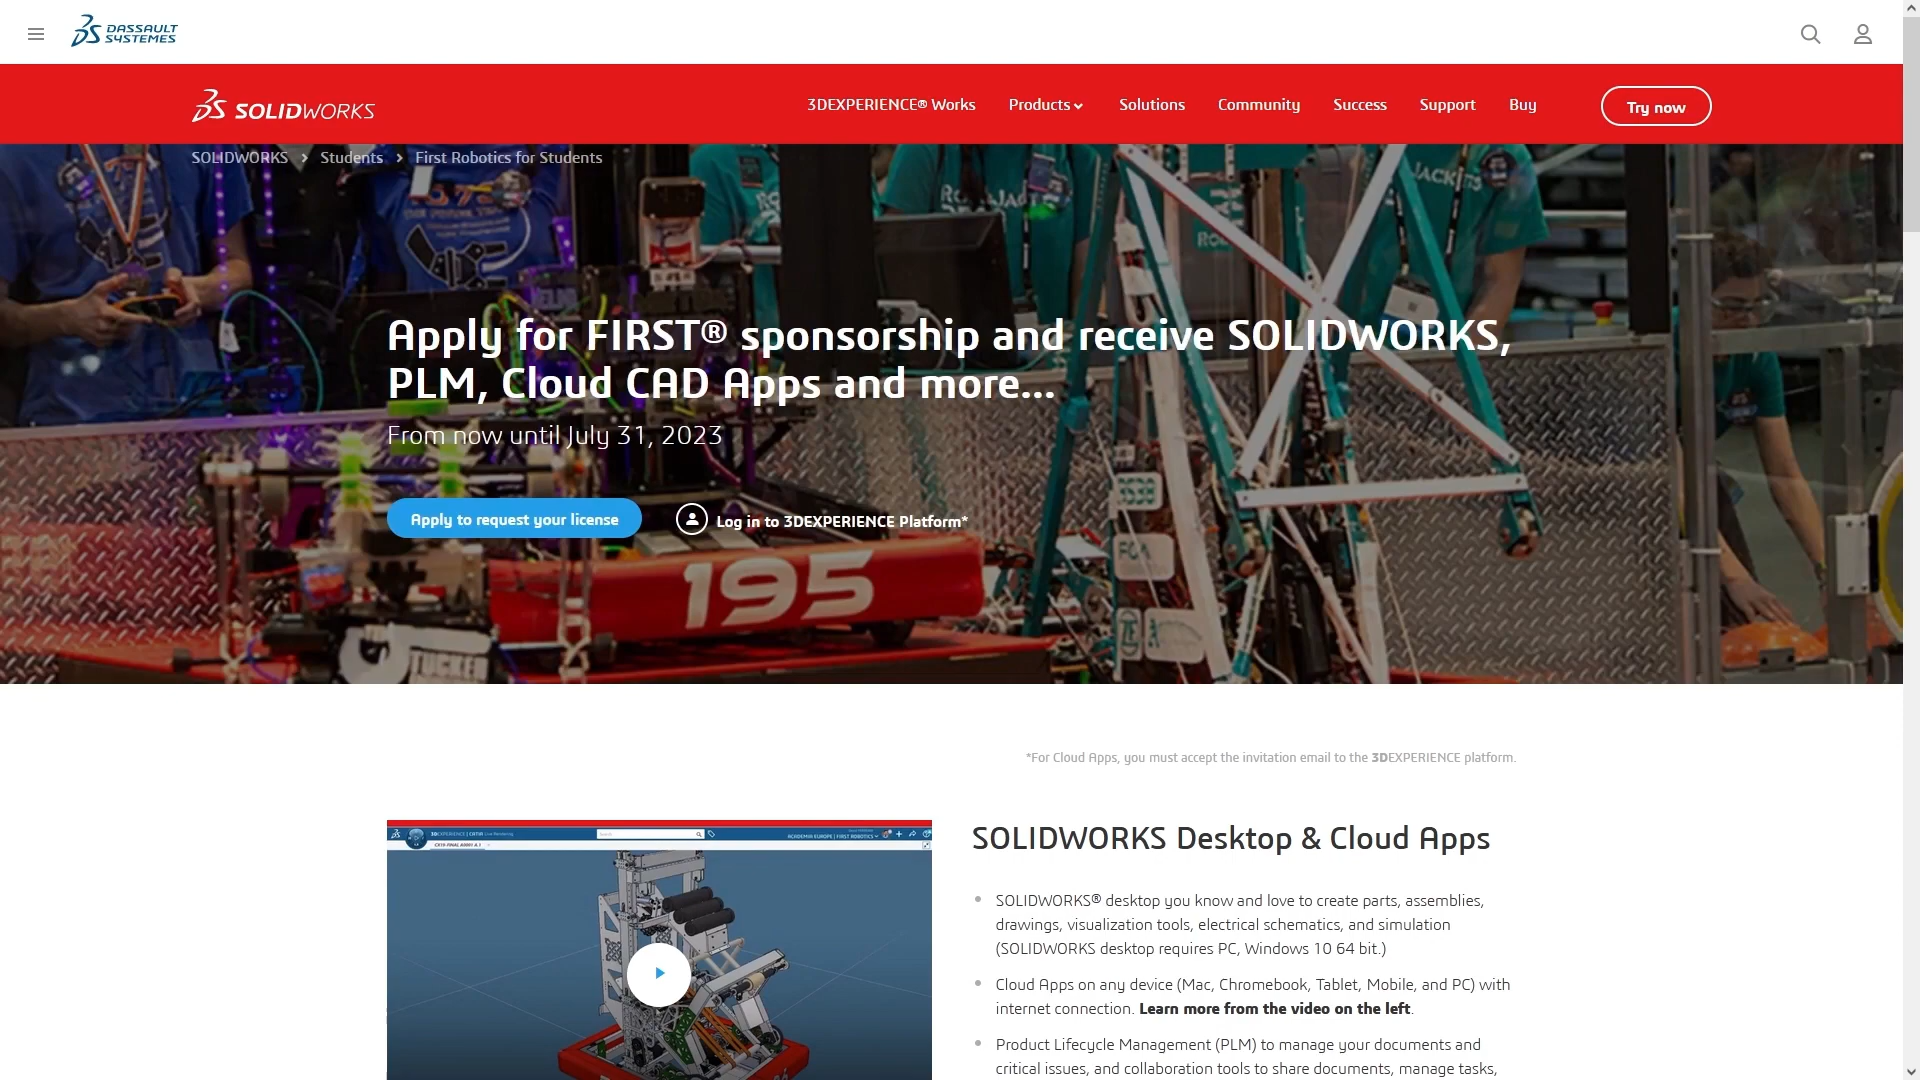 DASSAULT
SYSTEMES
SOLIDWORKS
3DEXPERIENCE® Works
Products
Solutions
Community
Success
Support
Buy
Try now
SOLIDWORKS > Students > First Robotics for Students
Apply for FIRST® sponsorship and receive SOLIDWORKS,
PLM, Cloud CAD Apps and more...
From now until July 31, 2023
Apply to request your license
Log in to 3DEXPERIENCE Platform*
195
TUCKER
*For Cloud Apps, you must accept the invitation email to the 3DEXPERIENCE platform.
SOLIDWORKS Desktop & Cloud Apps
SOLIDWORKS® desktop you know and love to create parts, assemblies,
drawings, visualization tools, electrical schematics, and simulation
(SOLIDWORKS desktop requires PC, Windows 10 64 bit.)
Cloud Apps on any device (Mac, Chromebook, Tablet, Mobile, and PC) with
internet connection. Learn more from the video on the left.
Product Lifecycle Management (PLM) to manage your documents and
critical issues, and collaboration tools to share documents, manage tasks,